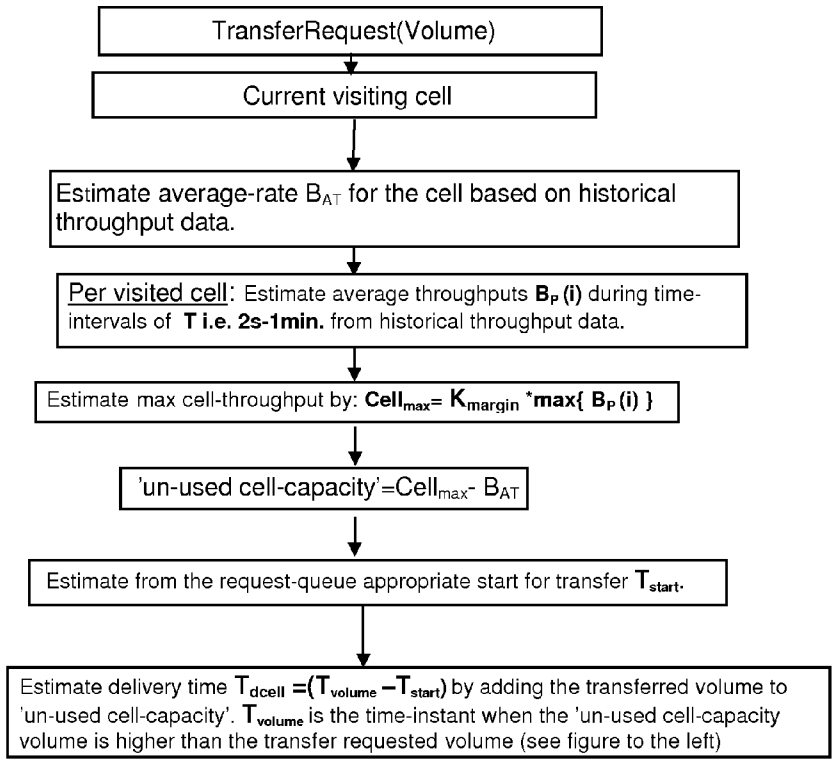 TransferRequest(Volume)
Current visiting cell
Estimate average-rate B_AT for the cell based on historical
throughput data.
Per visited cell: Estimate average throughputs B_P (i) during time-
intervals of T i.e. 2s-1min. from historical throughput data.
Estimate max cell-throughput by: Cell_max= K_margin *max{ B_P (i) }
'un-used cell-capacity'=Cell_max- B_AT
Estimate from the request-queue appropriate start for transfer T_start.
Estimate delivery time T_dcell =(T_volume –T_start) by adding the transferred volume to
'un-used cell-capacity'. T_volume is the time-instant when the 'un-used cell-capacity
volume is higher than the transfer requested volume (see figure to the left)